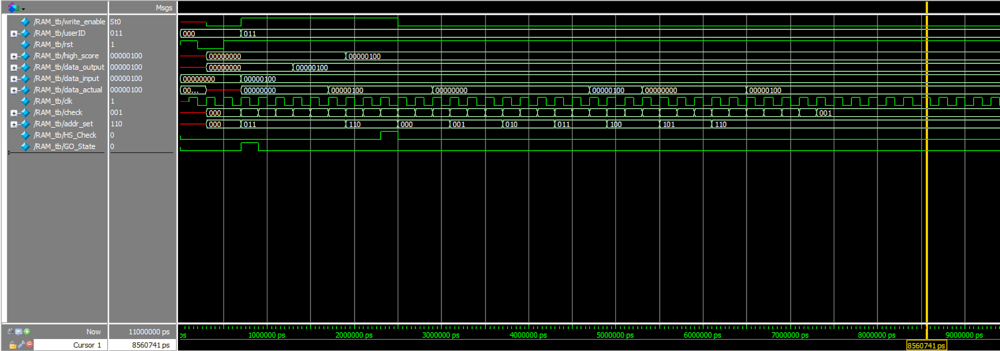 Msgs
/RAM_tb/write_enable St0
/RAM_tb/userID 011 000 011
/RAM_tb/rst 1
/RAM_tb/high_score 00000100 00000000 00000100
/RAM_tb/data_output 00000100 00000000 00000100
/RAM_tb/data_input 00000100 00000000 00000100
/RAM_tb/data_actual 00000100 00... 00000000 00000100 00000000 00000100 00000000 00000100
/RAM_tb/clk 1
/RAM_tb/check 001 000 001
/RAM_tb/addr_set 110 000 011 110 000 001 010 011 100 101 110
/RAM_tb/HS_Check 0
/RAM_tb/GO_State 0
Now 11000000 ps ps 1000000 ps 2000000 ps 3000000 ps 4000000 ps 5000000 ps 6000000 ps 7000000 ps 8000000 ps 9000000 ps
Cursor 1 8560741 ps 8560741 ps